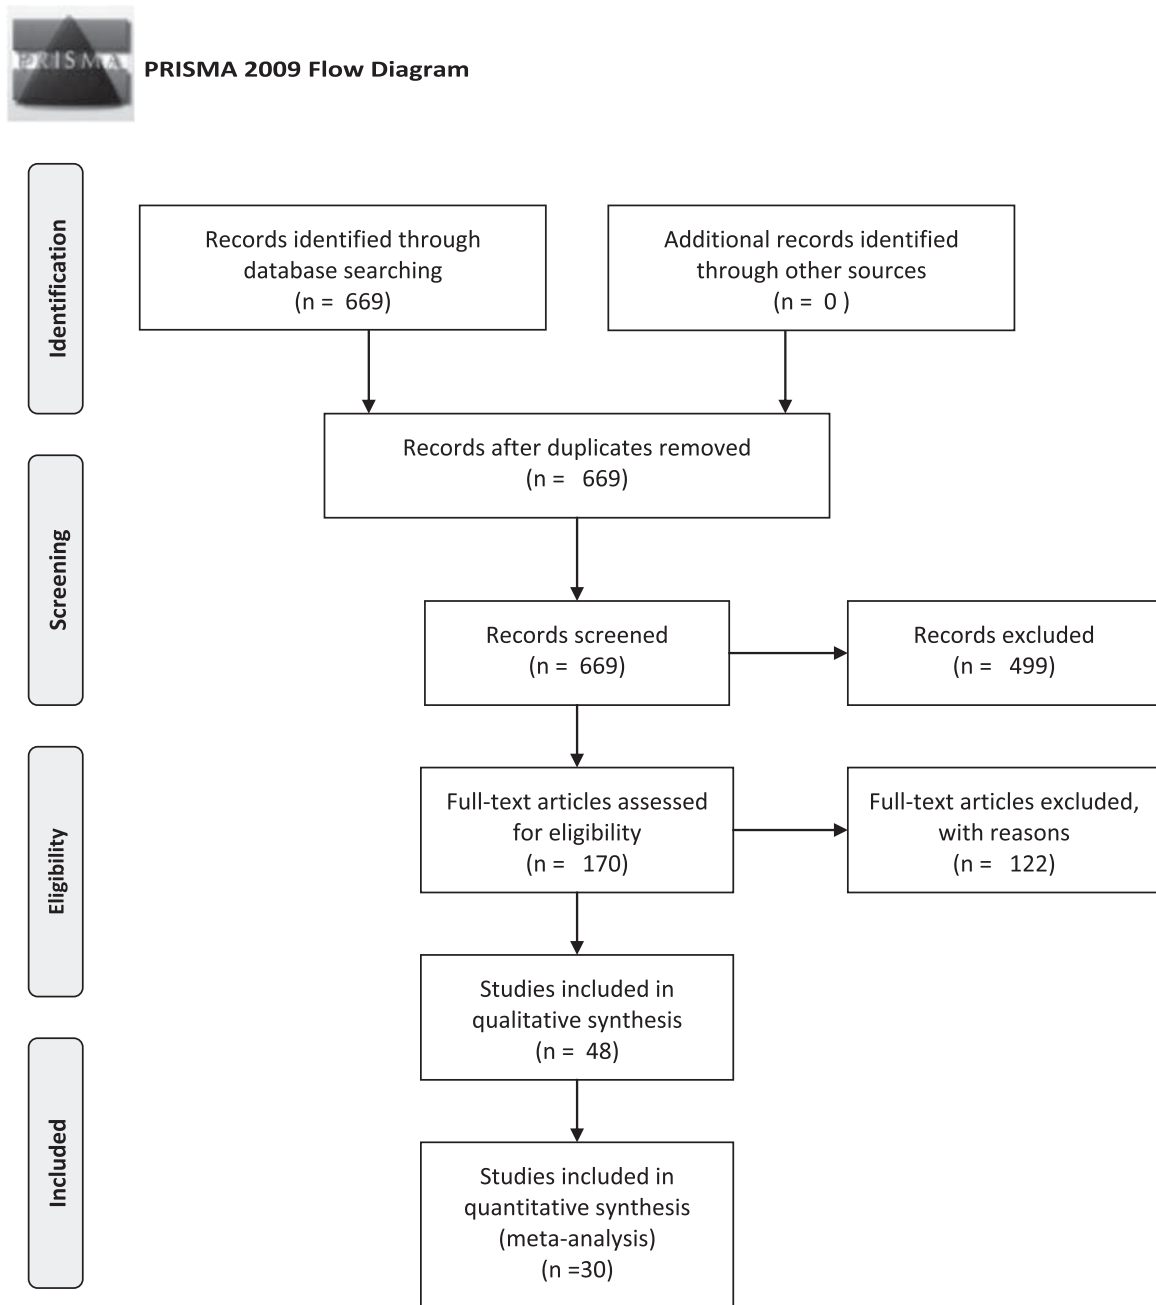 PRISMA
PRISMA 2009 Flow Diagram
Identification
Records identified through
database searching
(n = 669)
Additional records identified
through other sources
(n = 0 )
Records after duplicates removed
(n = 669)
Screening
Records screened
(n = 669)
Records excluded
(n = 499)
Eligibility
Full-text articles assessed
for eligibility
(n = 170)
Full-text articles excluded,
with reasons
(n = 122)
Studies included in
qualitative synthesis
(n = 48)
Included
Studies included in
quantitative synthesis
(meta-analysis)
(n =30)